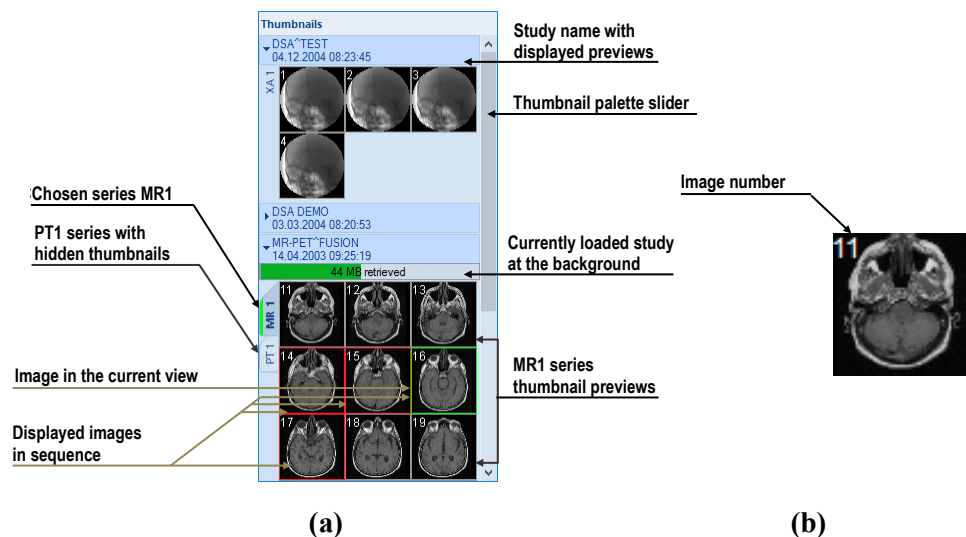 Thumbnails
DSA^TEST
04.12.2004 08:23:45
Study name with
displayed previews
XA 1
1
2
3
Thumbnail palette slider
4
Chosen series MR1
PT1 series with
hidden thumbnails
DSA DEMO
03.03.2004 08:20:53
MR-PET^FUSION
14.04.2003 09:25:19
44 MB retrieved
Currently loaded study
at the background
Image number
11
MR 1
11
12
13
PT 1
14
15
16
Image in the current view
MR1 series
thumbnail previews
Displayed images
in sequence
17
18
19
(a)
(b)